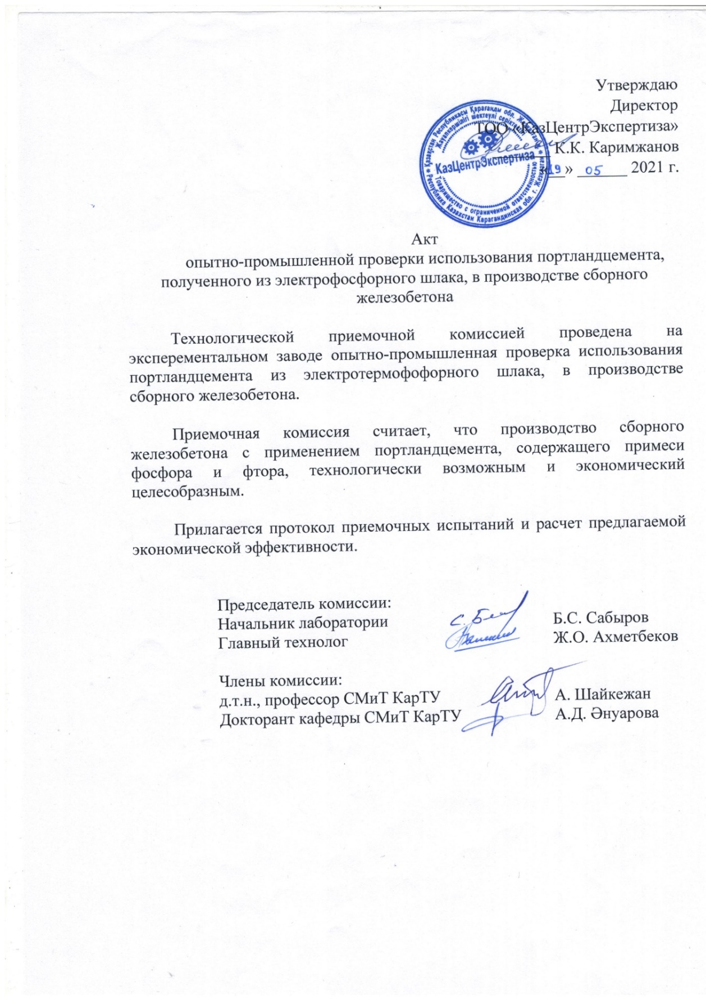 Утверждаю
Директор
ТОО «КазЦентрЭкспертиза»
К.К. Каримжанов
«19» 05 2021 г.
Қазақстан Республикасы Қарағанды обл. Жезқазған қ.
Жауапкершілігі шектеулі серіктестігі
КазЦентрЭкспертиза
Товарищество с ограниченной ответственностью
Республика Казахстан Карагандинская обл. г. Жезказган
Акт
опытно-промышленной проверки использования портландцемента,
полученного из электрофосфорного шлака, в производстве сборного
железобетона
Технологической приемочной комиссией проведена на
эксперементальном заводе опытно-промышленная проверка использования
портландцемента из электротермофофорного шлака, в производстве
сборного железобетона.
Приемочная комиссия считает, что производство сборного
железобетона с применением портландцемента, содержащего примеси
фосфора и фтора, технологически возможным и экономический
целесобразным.
Прилагается протокол приемочных испытаний и расчет предлагаемой
экономической эффективности.
Председатель комиссии:
Начальник лаборатории Б.С. Сабыров
Главный технолог Ж.О. Ахметбеков
Члены комиссии:
д.т.н., профессор СМиТ КарТУ А. Шайкежан
Докторант кафедры СМиТ КарТУ А.Д. Әнуарова